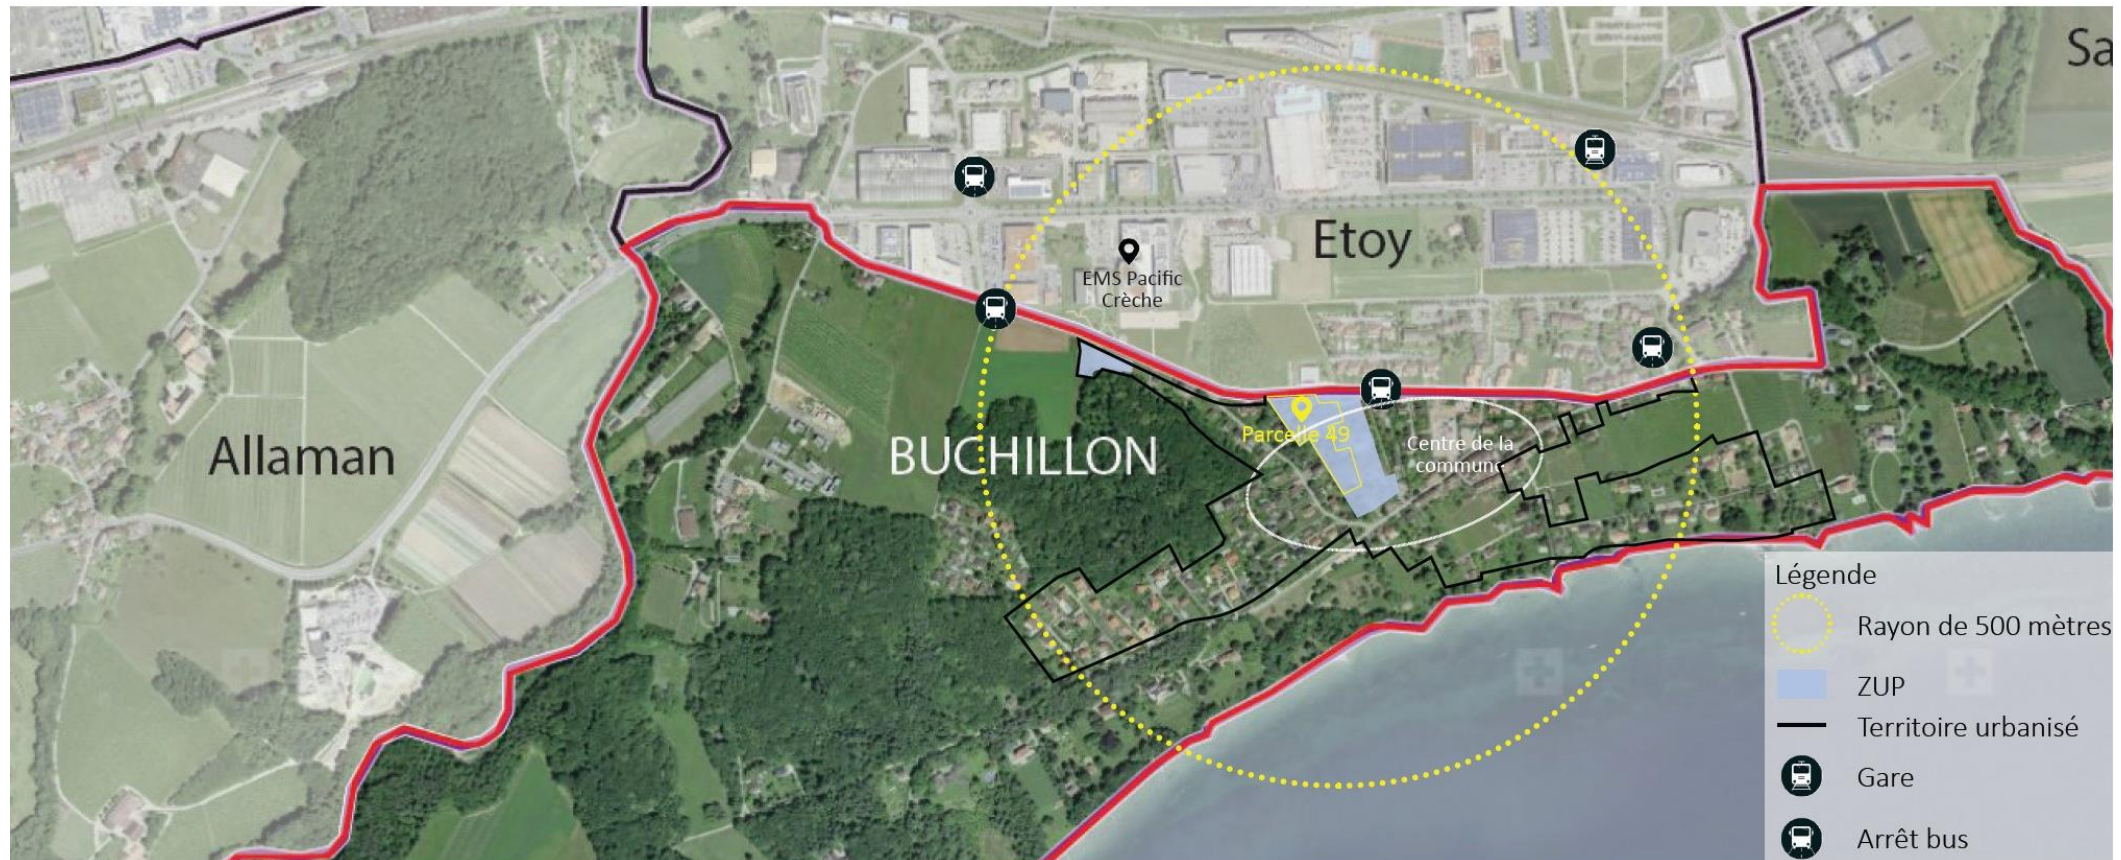 Sa
Etoy
EMS Pacific
Crèche
Allaman
BUCHILLON
Parcelle 49
Centre de la
commune
Légende
Rayon de 500 mètres
ZUP
Territoire urbanisé
Gare
Arrêt bus